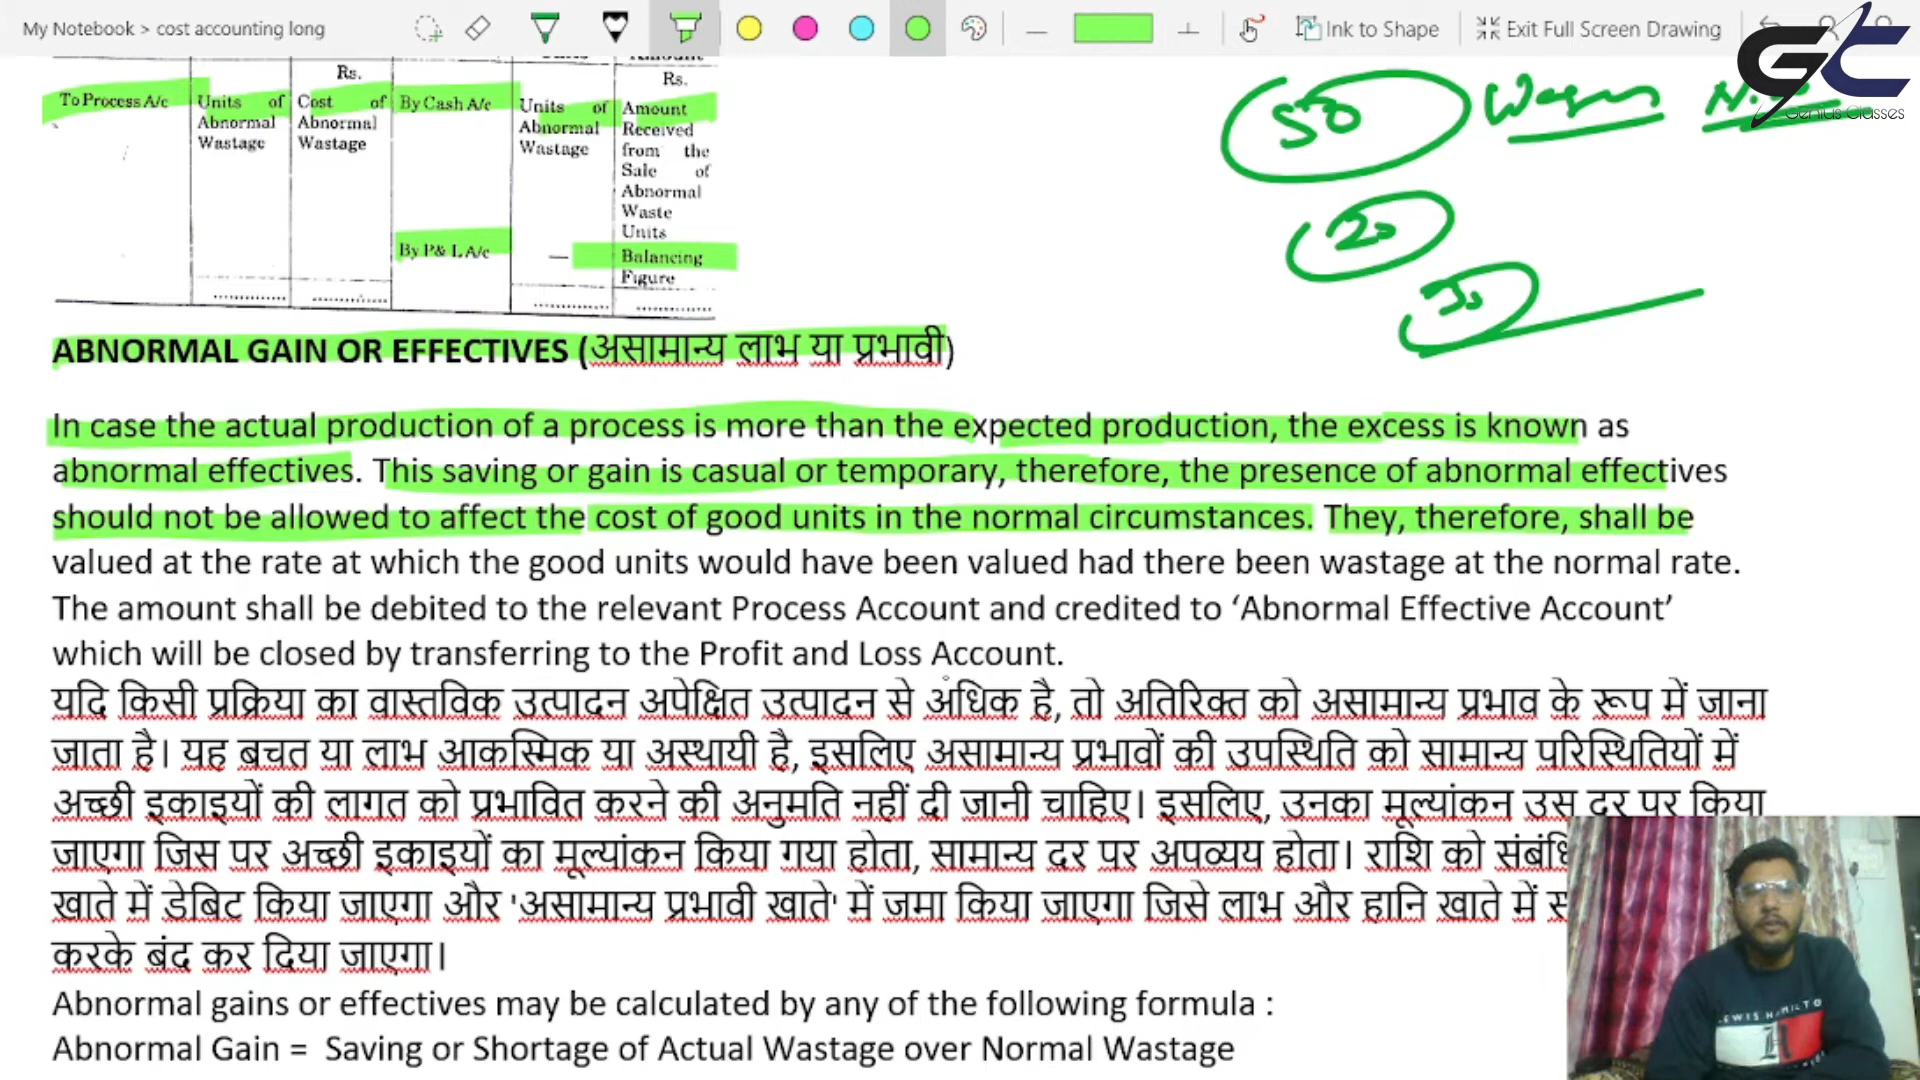 My Notebook > cost accounting long
Ink to Shape
Exit Full Screen Drawing
GC
Genius Classes
Rs.
Rs.
To Process A/c
Units of Abnormal Wastage
Cost of Abnormal Wastage
By Cash A/c
Units of Abnormal Wastage
Amount Received from the Sale of Abnormal Waste Units
By P& L A/c
—
Balancing Figure
50
20
ABNORMAL GAIN OR EFFECTIVES (असामान्य लाभ या प्रभावी)
In case the actual production of a process is more than the expected production, the excess is known as
abnormal effectives. This saving or gain is casual or temporary, therefore, the presence of abnormal effectives
should not be allowed to affect the cost of good units in the normal circumstances. They, therefore, shall be
valued at the rate at which the good units would have been valued had there been wastage at the normal rate.
The amount shall be debited to the relevant Process Account and credited to ‘Abnormal Effective Account’
which will be closed by transferring to the Profit and Loss Account.
यदि किसी प्रक्रिया का वास्तविक उत्पादन अपेक्षित उत्पादन से अधिक है, तो अतिरिक्त को असामान्य प्रभाव के रूप में जाना
जाता है। यह बचत या लाभ आकस्मिक या अस्थायी है, इसलिए असामान्य प्रभावों की उपस्थिति को सामान्य परिस्थितियों में
अच्छी इकाइयों की लागत को प्रभावित करने की अनुमति नहीं दी जानी चाहिए। इसलिए, उनका मूल्यांकन उस दर पर किया
जाएगा जिस पर अच्छी इकाइयों का मूल्यांकन किया गया होता, सामान्य दर पर अपव्यय होता। राशि को
खाते में डेबिट किया जाएगा और 'असामान्य प्रभावी खाते' में जमा किया जाएगा जिसे लाभ और हानि खाते में
करके बंद कर दिया जाएगा।
Abnormal gains or effectives may be calculated by any of the following formula :
Abnormal Gain = Saving or Shortage of Actual Wastage over Normal Wastage